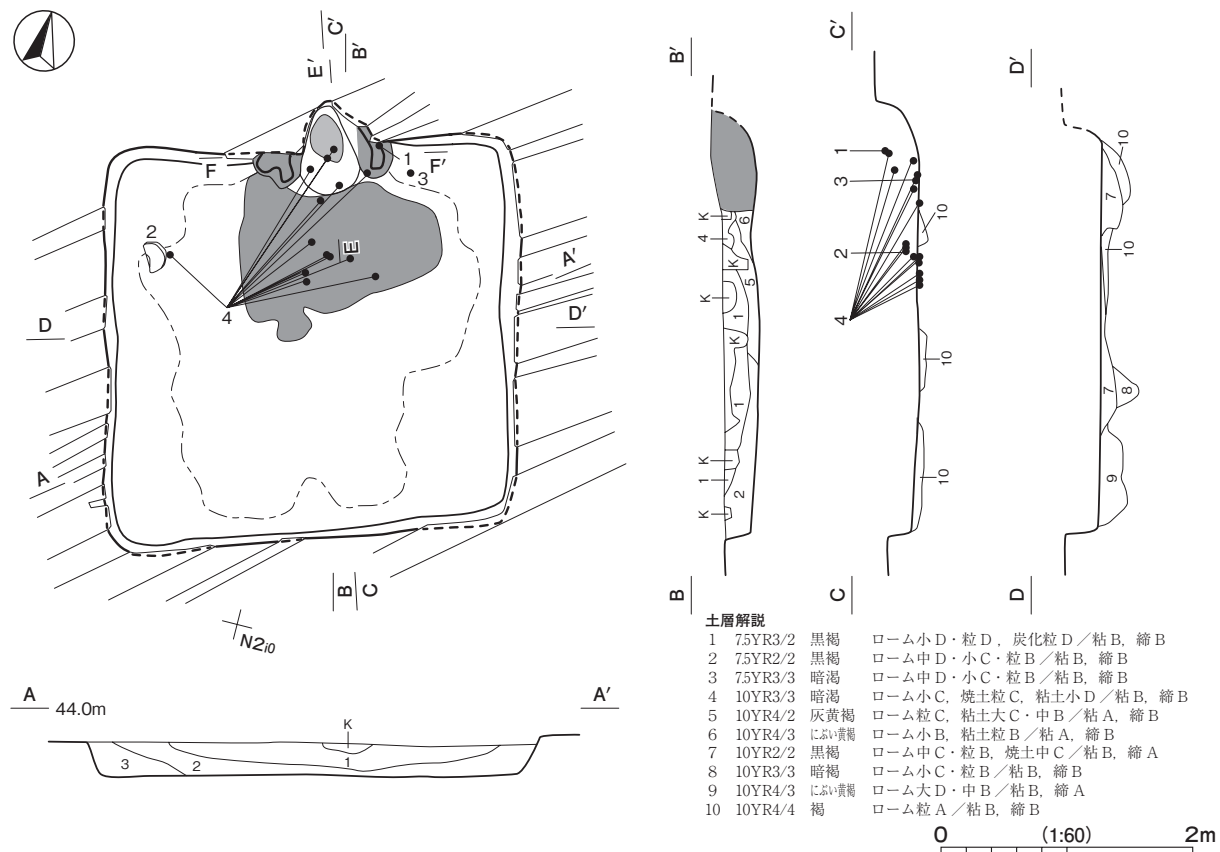 E′
C′
B′
F
F′
1
3
2
E
A′
D
D′
4
A
B
C
N2i0
A
44.0m
A′
K
3
2
1
B′
K
6
4
K
5
K
1
K
1
K
1
2
K
B
C′
1
3
10
2
4
10
10
C
D′
10
7
10
7
8
9
D
土層解説
1 7.5YR3/2 黒褐 ローム小D・粒D，炭化粒D／粘B，締B
2 7.5YR2/2 黒褐 ローム中D・小C・粒B／粘B，締B
3 7.5YR3/3 暗渇 ローム中D・小C・粒B／粘B，締B
4 10YR3/3 暗渇 ローム小C，焼土粒C，粘土小D／粘B，締B
5 10YR4/2 灰黄褐 ローム粒C，粘土大C・中B／粘A，締B
6 10YR4/3 にぶい黄褐 ローム小B，粘土粒B／粘A，締B
7 10YR2/2 黒褐 ローム中C・粒B，焼土中C／粘B，締A
8 10YR3/3 暗褐 ローム小C・粒B／粘B，締B
9 10YR4/3 にぶい黄褐 ローム大D・中B／粘B，締A
10 10YR4/4 褐 ローム粒A／粘B，締B
0 (1:60) 2m